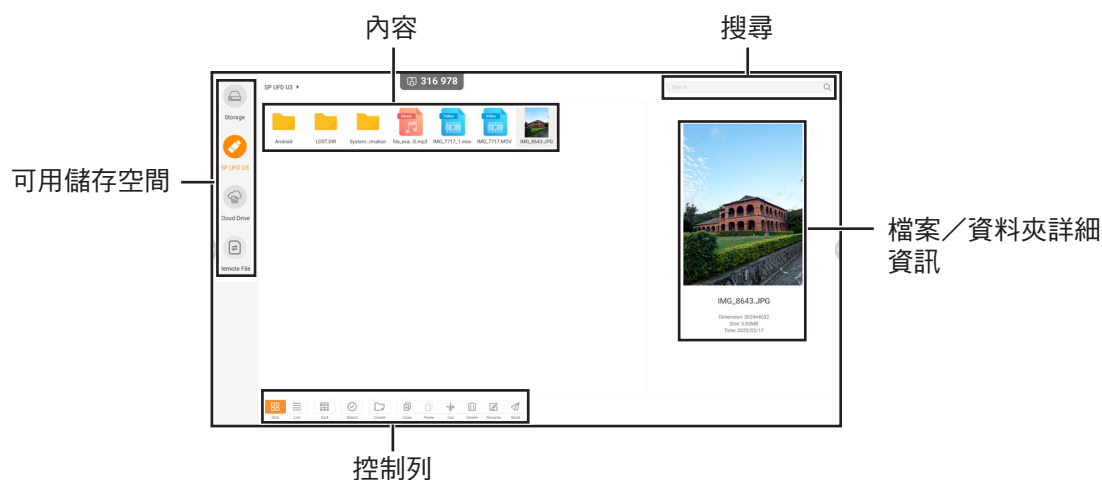 內容
搜尋
316 978
SP UFD U3
Search
Storage
SP UFD U3
Cloud Drive
Remote File
Android
LOST.DIR
System...rmation
Music
file_exa...G.mp3
Video
IMG_7717_1.mov
Video
IMG_7717.MOV
IMG_8643.JPG
可用儲存空間
檔案／資料夾詳細
資訊
IMG_8643.JPG
Dimension: 3024×4032
Size: 5.83MB
Time: 2022/02/17
Grid
List
Sort
Select
Create
Copy
Paste
Cut
Delete
Rename
Send
控制列